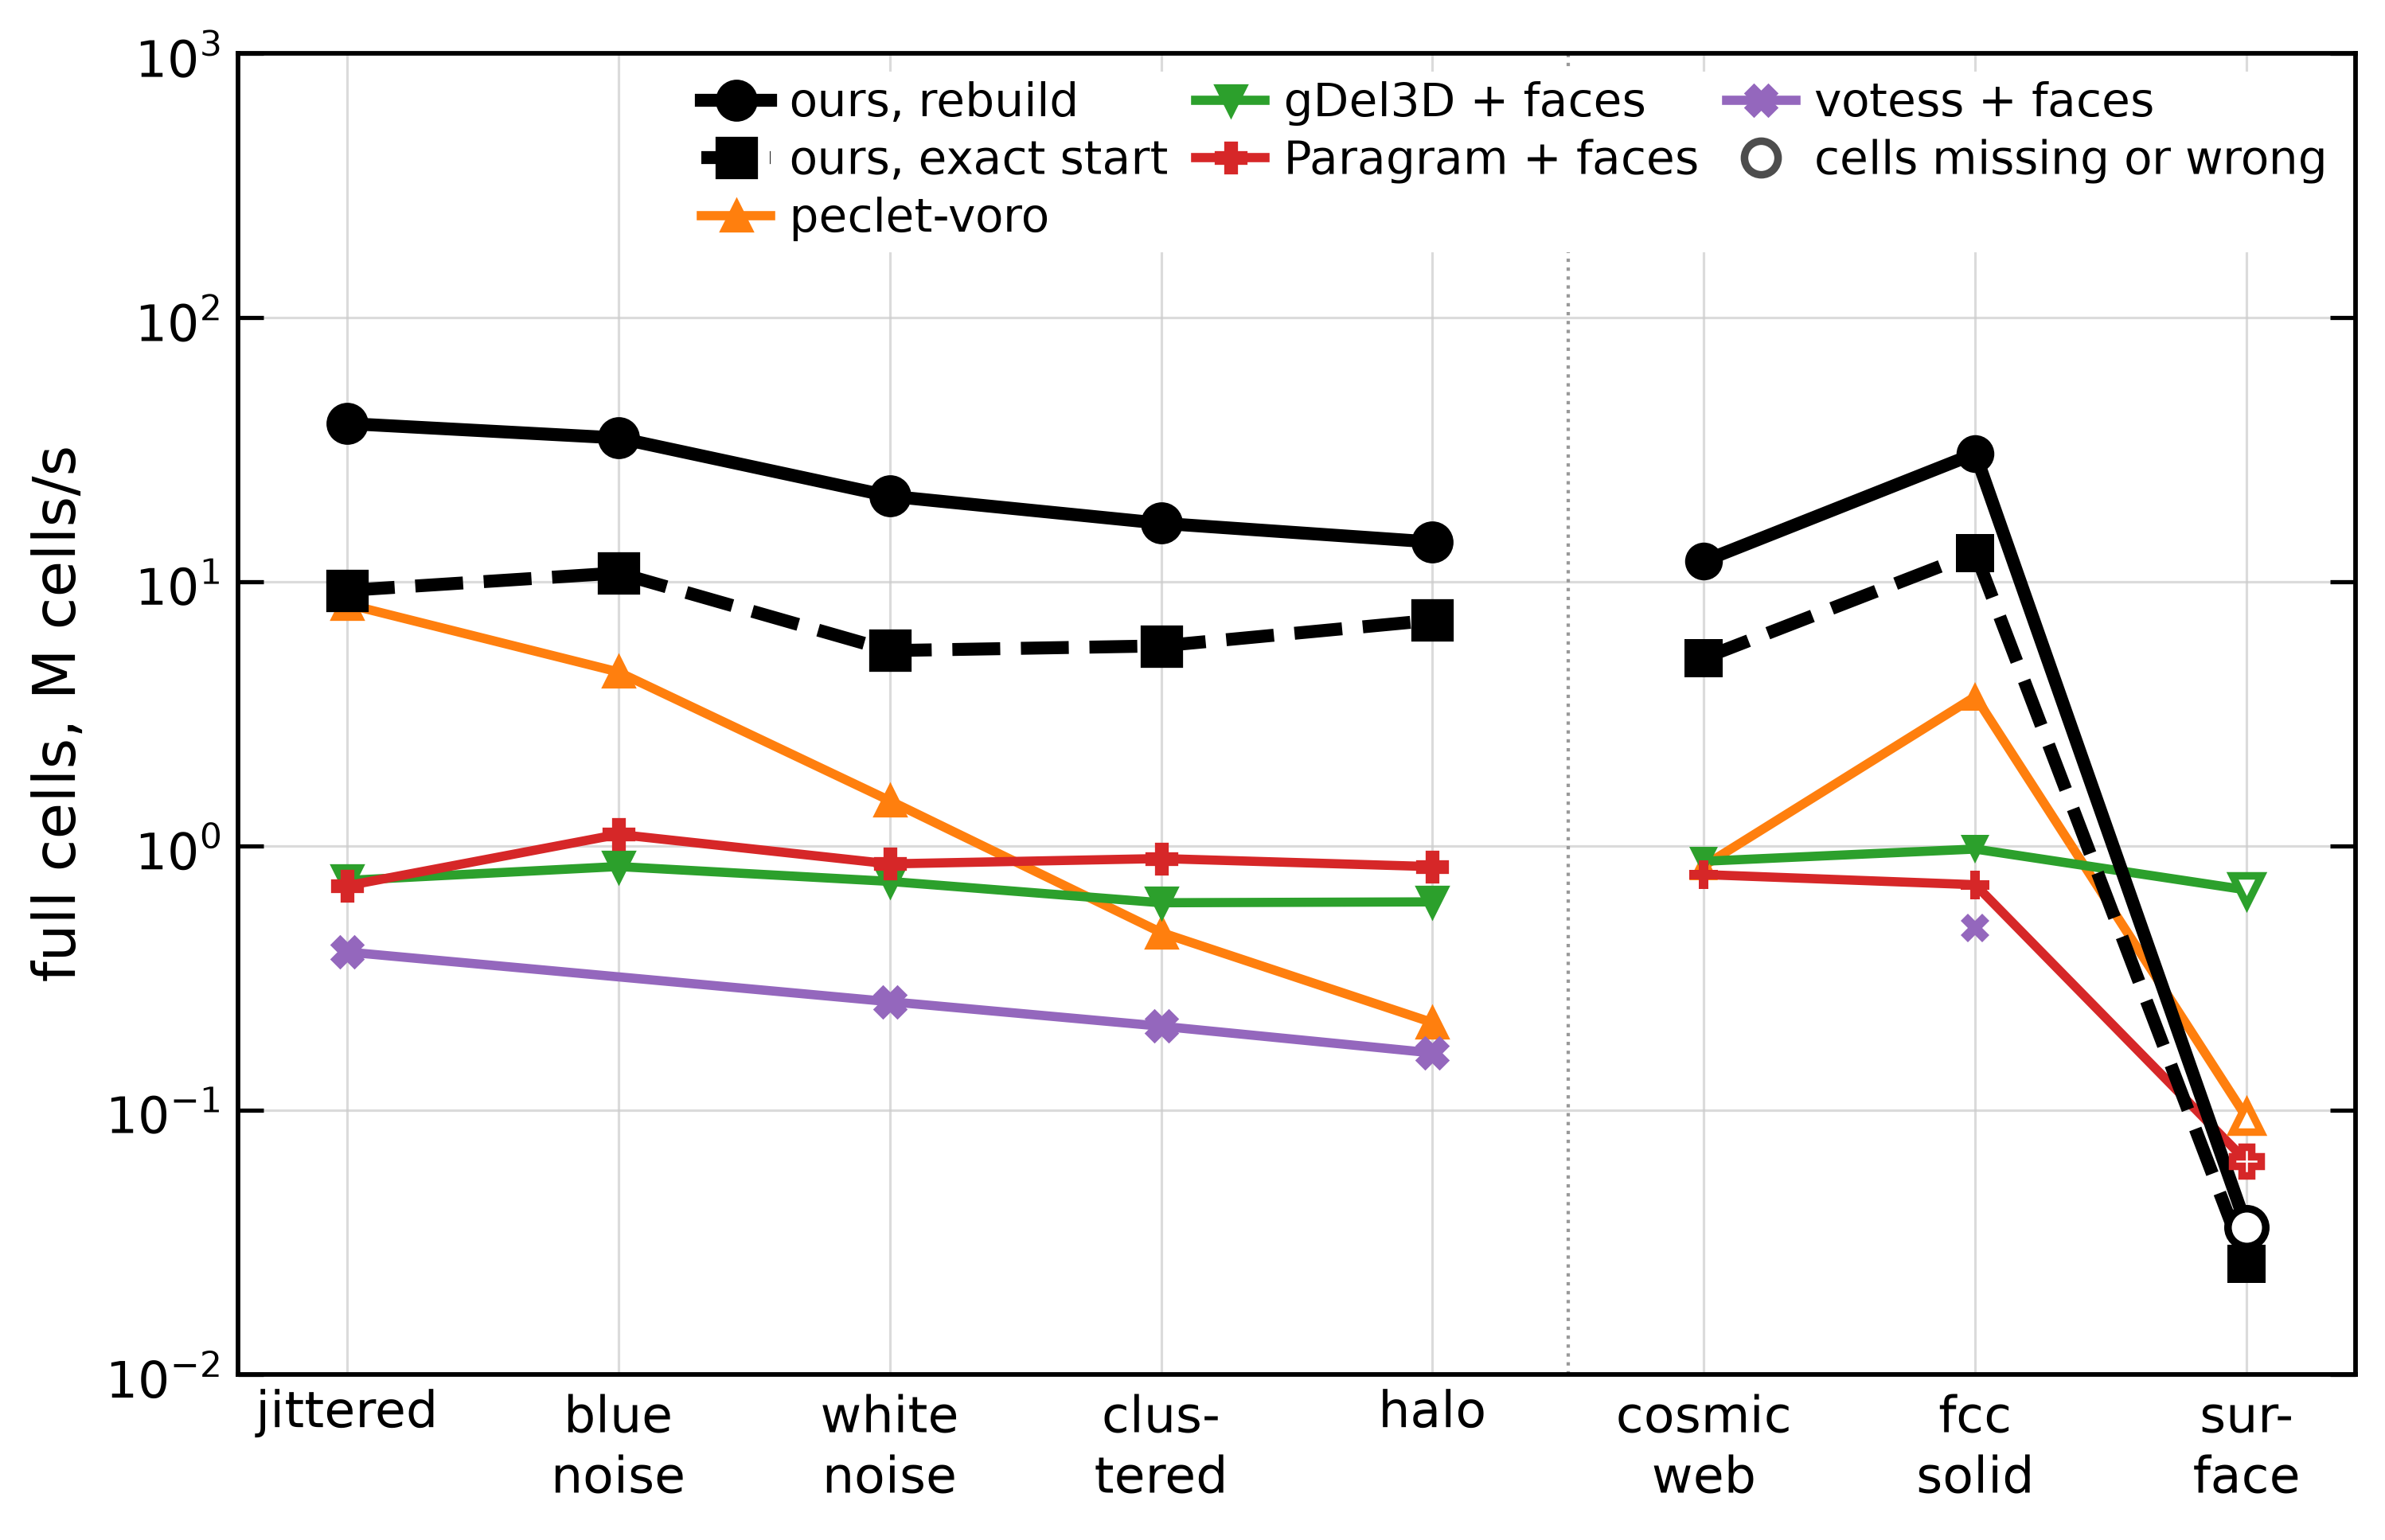 10³
10²
10¹
10⁰
10⁻¹
10⁻²
full cells, M cells/s
ours, rebuild
ours, exact start
peclet-voro
gDel3D + faces
Paragram + faces
votess + faces
cells missing or wrong
jittered
blue
noise
white
noise
clus-
tered
halo
cosmic
web
fcc
solid
sur-
face